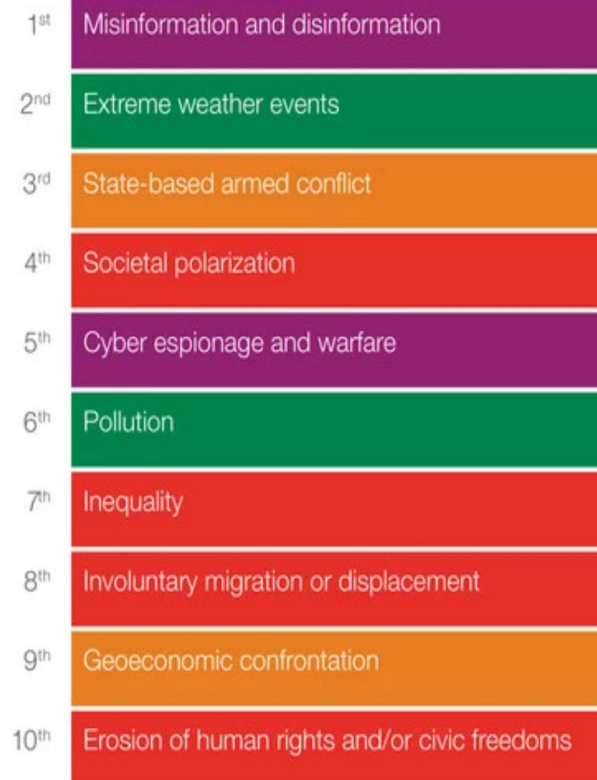 1st Misinformation and disinformation
2nd Extreme weather events
3rd State-based armed conflict
4th Societal polarization
5th Cyber espionage and warfare
6th Pollution
7th Inequality
8th Involuntary migration or displacement
9th Geoeconomic confrontation
10th Erosion of human rights and/or civic freedoms